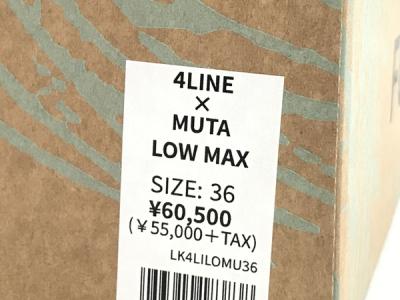 4LINE
×
MUTA
LOW MAX
SIZE: 36
¥60,500
(¥55,000+TAX)
LK4LILOMU36